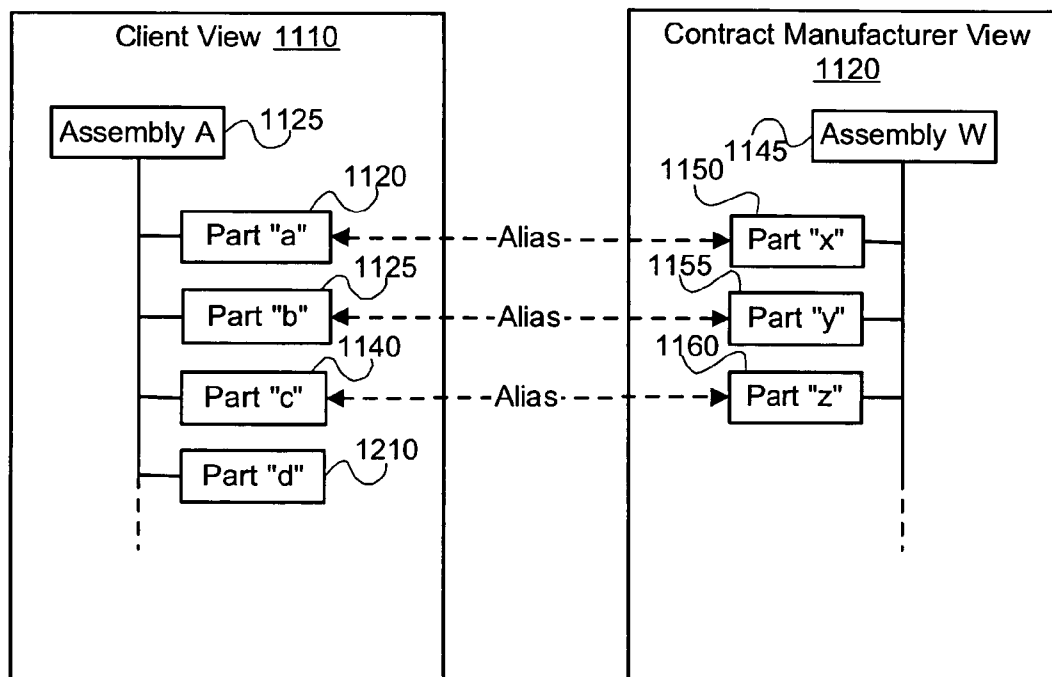 Client View 1110
Assembly A
1125
1120
Part "a"
1125
Part "b"
1140
Part "c"
1210
Part "d"
Alias
Alias
Alias
Contract Manufacturer View
1120
Assembly W
1145
1150
Part "x"
1155
Part "y"
1160
Part "z"